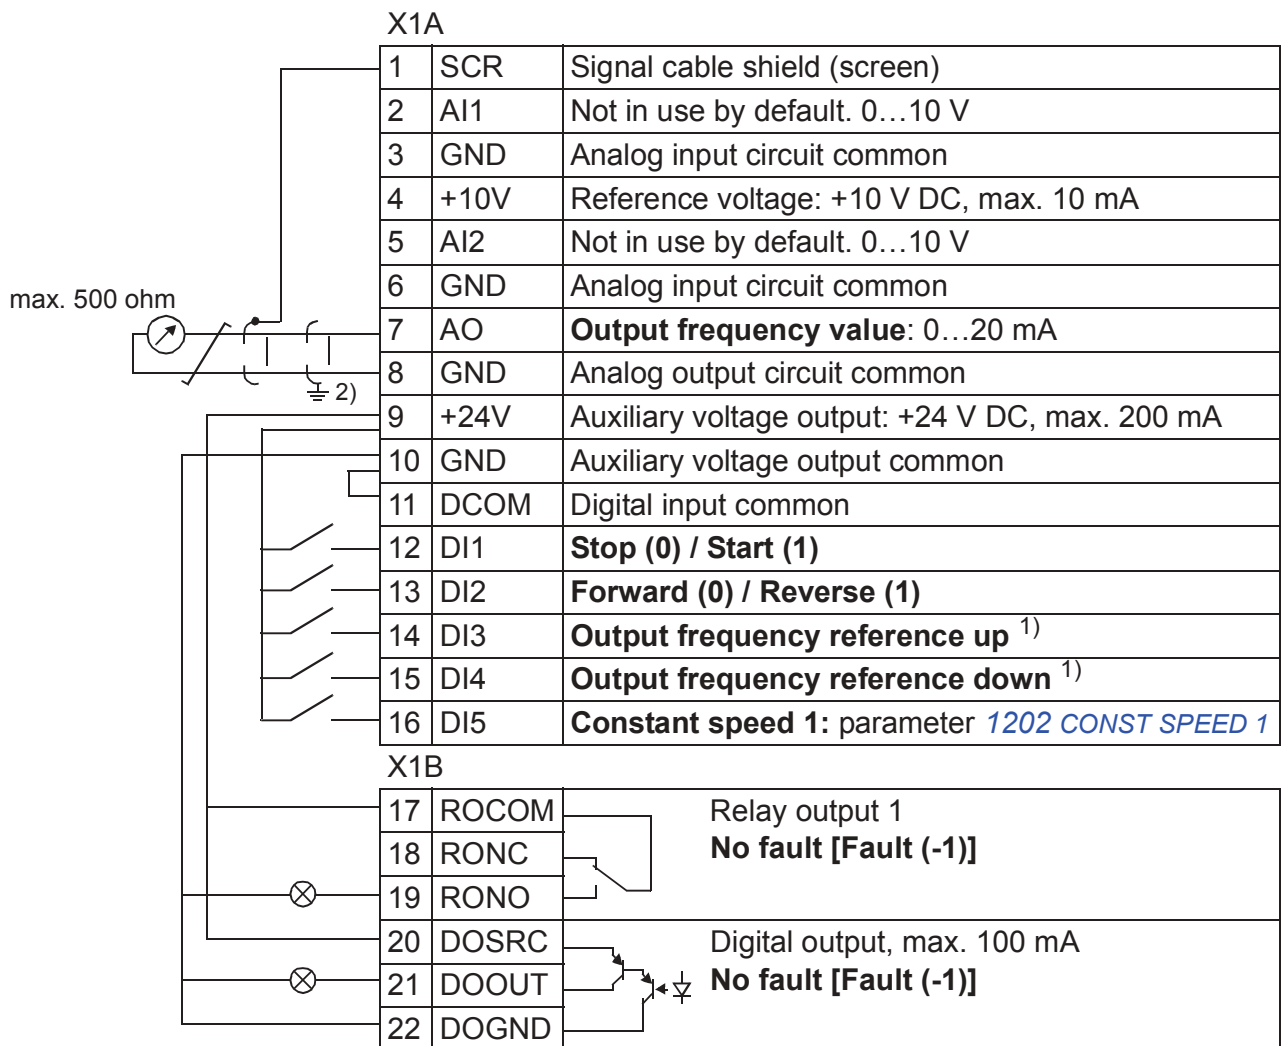 X1A
1 SCR Signal cable shield (screen)
2 AI1 Not in use by default. 0…10 V
3 GND Analog input circuit common
4 +10V Reference voltage: +10 V DC, max. 10 mA
5 AI2 Not in use by default. 0…10 V
6 GND Analog input circuit common
max. 500 ohm
7 AO Output frequency value: 0…20 mA
8 GND Analog output circuit common
2)
9 +24V Auxiliary voltage output: +24 V DC, max. 200 mA
10 GND Auxiliary voltage output common
11 DCOM Digital input common
12 DI1 Stop (0) / Start (1)
13 DI2 Forward (0) / Reverse (1)
14 DI3 Output frequency reference up 1)
15 DI4 Output frequency reference down 1)
16 DI5 Constant speed 1: parameter 1202 CONST SPEED 1
X1B
17 ROCOM Relay output 1
18 RONC No fault [Fault (-1)]
19 RONO
20 DOSRC Digital output, max. 100 mA
21 DOOUT No fault [Fault (-1)]
22 DOGND